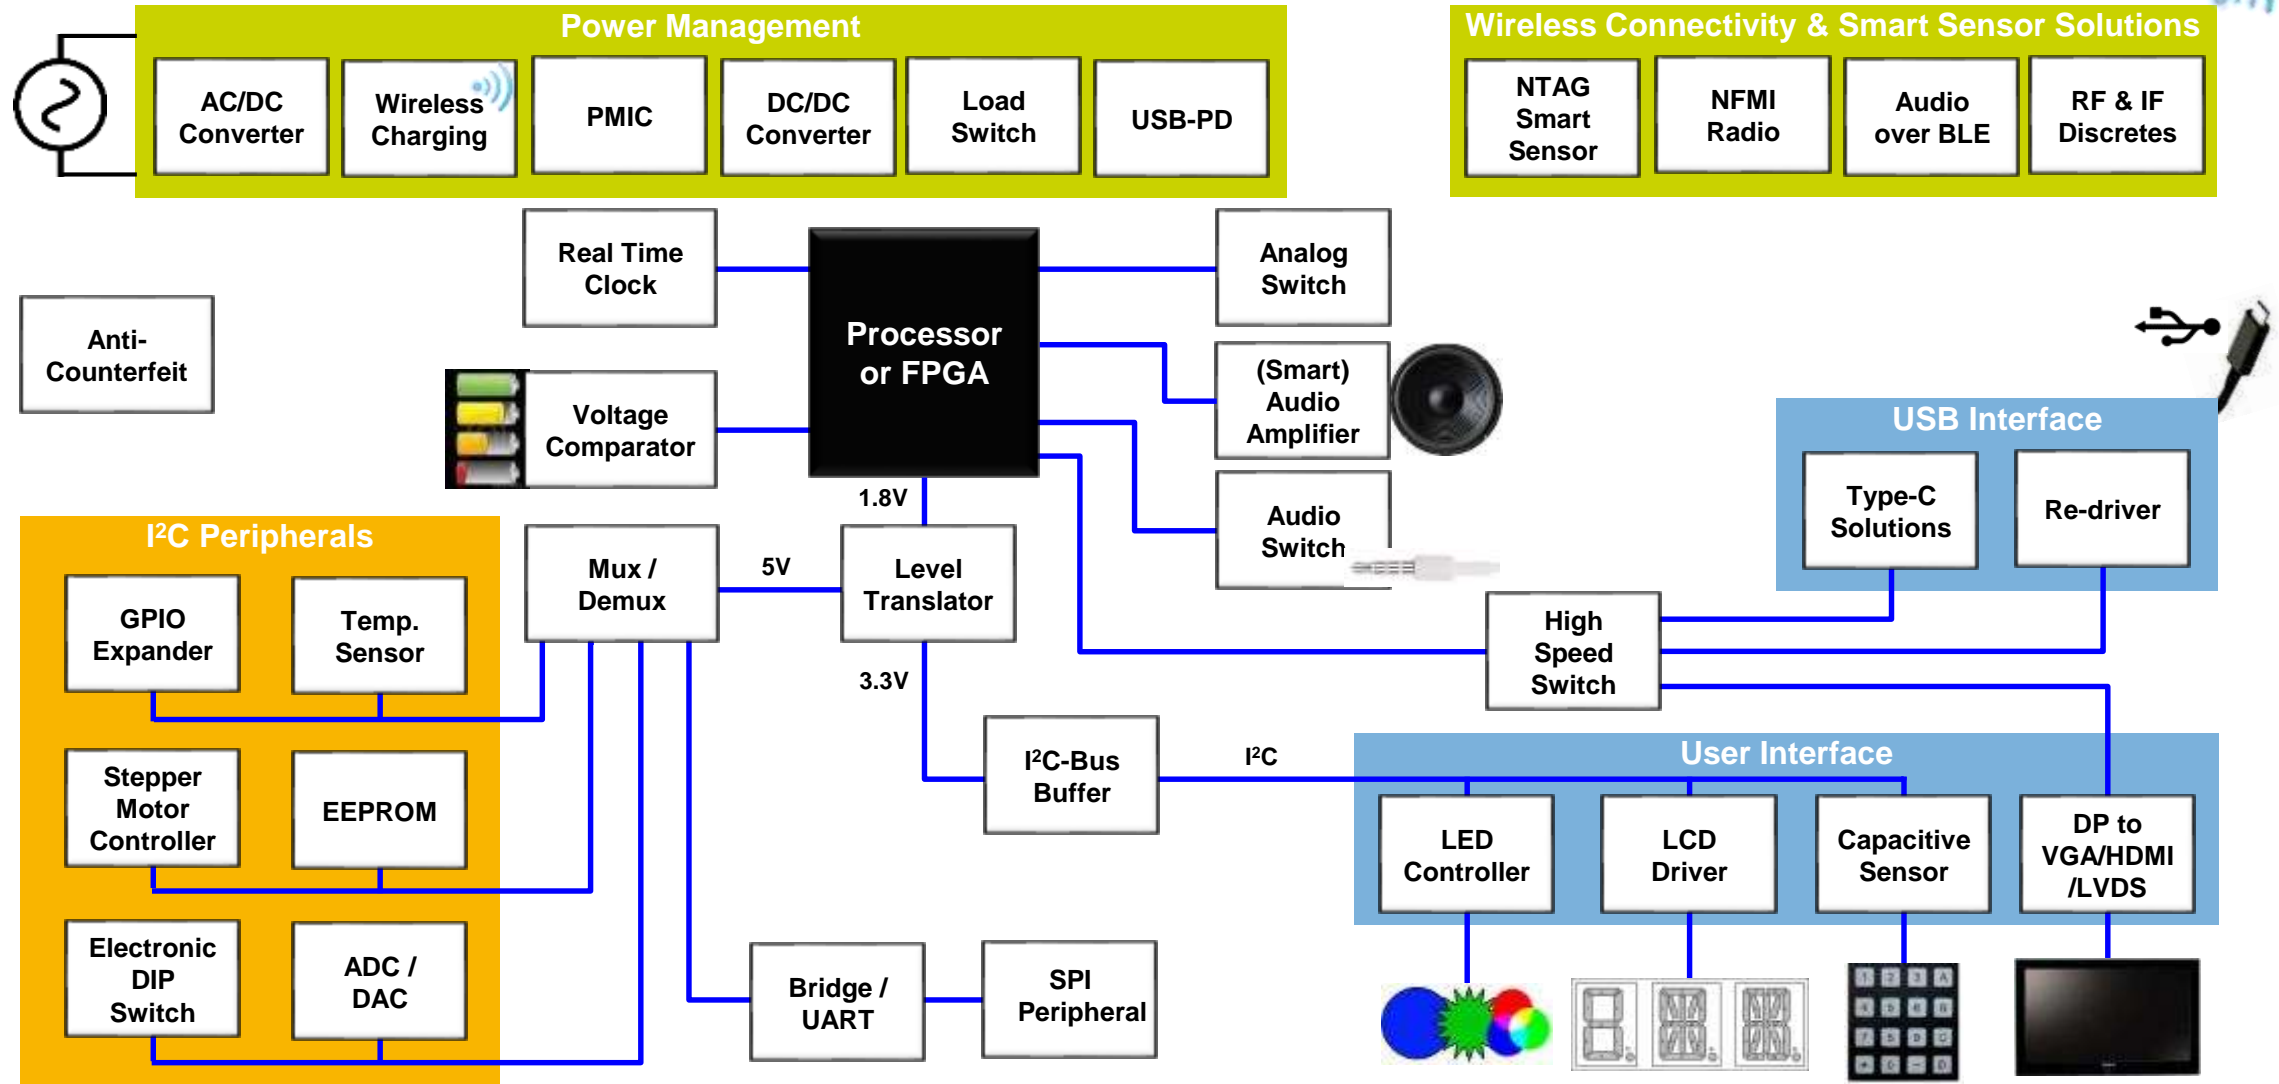 Power Management
AC/DC
Converter
Wireless
Charging
PMIC
DC/DC
Converter
Load
Switch
USB-PD
Wireless Connectivity & Smart Sensor Solutions
NTAG
Smart
Sensor
NFMI
Radio
Audio
over BLE
RF & IF
Discretes
Real Time
Clock
Processor
or FPGA
Analog
Switch
Anti-
Counterfeit
Voltage
Comparator
(Smart)
Audio
Amplifier
Audio
Switch
USB Interface
Type-C
Solutions
Re-driver
1.8V
I²C Peripherals
GPIO
Expander
Temp.
Sensor
Mux /
Demux
5V
Level
Translator
3.3V
High
Speed
Switch
Stepper
Motor
Controller
EEPROM
I²C-Bus
Buffer
I²C
User Interface
LED
Controller
LCD
Driver
Capacitive
Sensor
DP to
VGA/HDMI
/LVDS
Electronic
DIP
Switch
ADC /
DAC
Bridge /
UART
SPI
Peripheral
1 2 3 A